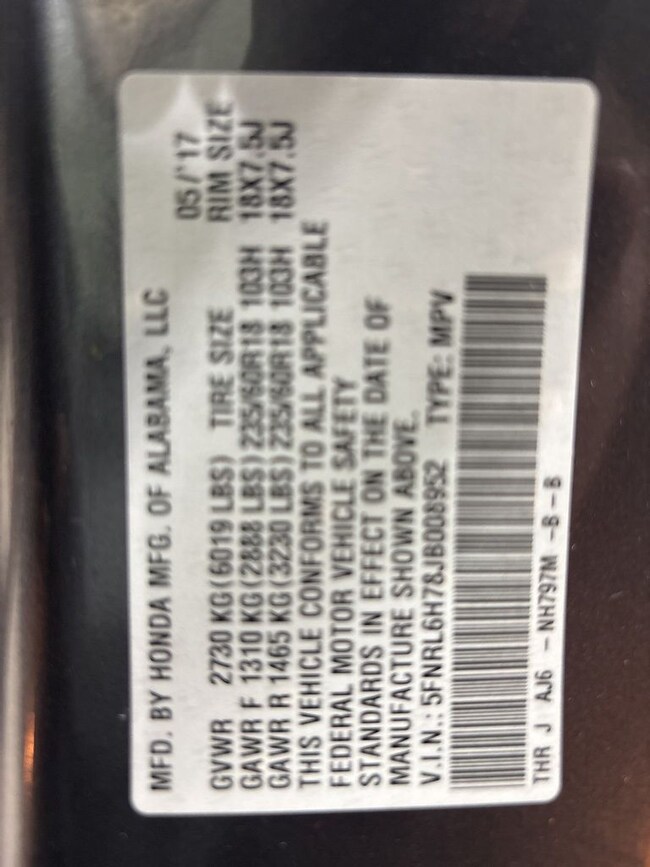 MFD. BY HONDA MFG. OF ALABAMA, LLC
05/'17
GVWR 2730 KG(6019 LBS) TIRE SIZE RIM SIZE
GAWR F 1310 KG(2888 LBS)235/60R18 103H 18X7.5J
GAWR R 1465 KG(3230 LBS)235/60R18 103H 18X7.5J
THIS VEHICLE CONFORMS TO ALL APPLICABLE
FEDERAL MOTOR VEHICLE SAFETY
STANDARDS IN EFFECT ON THE DATE OF
MANUFACTURE SHOWN ABOVE.
V.I.N.: 5FNRL6H78JB008952 TYPE: MPV
THR J AJ6 - NH797M -B-B